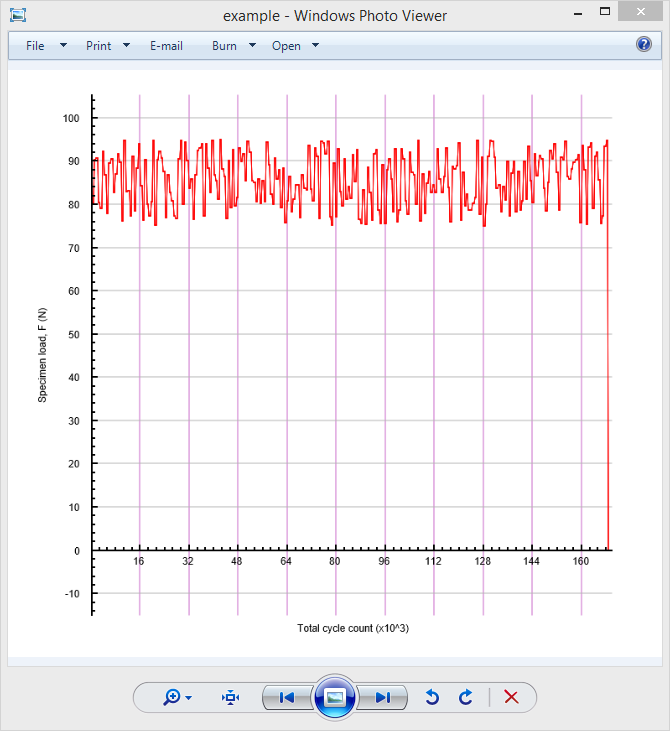 example - Windows Photo Viewer
File Print E-mail Burn Open
100
90
80
70
60
50
40
30
20
10
0
-10
Specimen load, F (N)
16 32 48 64 80 96 112 128 144 160
Total cycle count (x10^3)